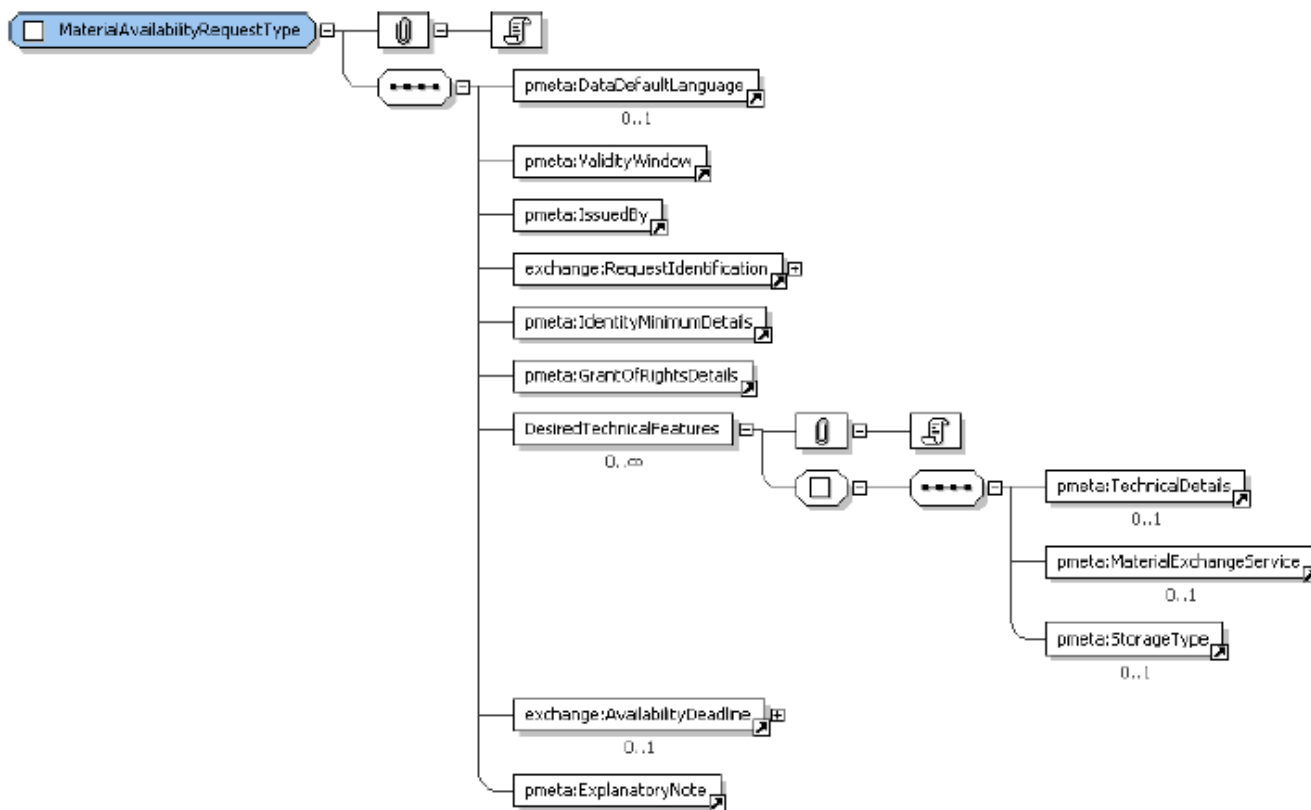 MaterialAvailabilityRequestType
pmeta:DataDefaultLanguage
0..1
pmeta:ValidityWindow
pmeta:IssuedBy
exchange:RequestIdentification
pmeta:IdentityMinimumDetails
pmeta:GrantOfRightsDetails
DesiredTechnicalFeatures
0..∞
pmeta:TechnicalDetails
0..1
pmeta:MaterialExchangeService
0..1
pmeta:StorageType
0..1
exchange:AvailabilityDeadline
0..1
pmeta:ExplanatoryNote